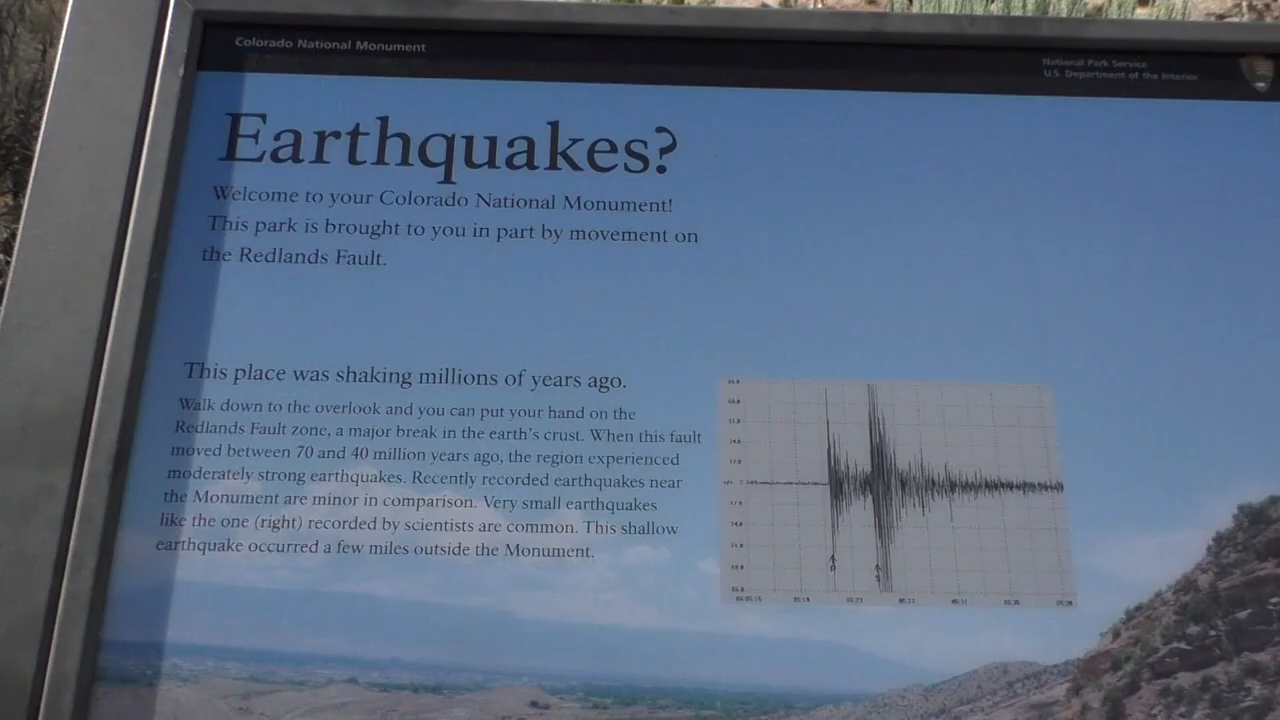 Colorado National Monument
National Park Service
U.S. Department of the Interior
Earthquakes?
Welcome to your Colorado National Monument!
This park is brought to you in part by movement on
the Redlands Fault.
This place was shaking millions of years ago.
Walk down to the overlook and you can put your hand on the
Redlands Fault zone, a major break in the earth's crust. When this fault
moved between 70 and 40 million years ago, the region experienced
moderately strong earthquakes. Recently recorded earthquakes near
the Monument are minor in comparison. Very small earthquakes
like the one (right) recorded by scientists are common. This shallow
earthquake occurred a few miles outside the Monument.